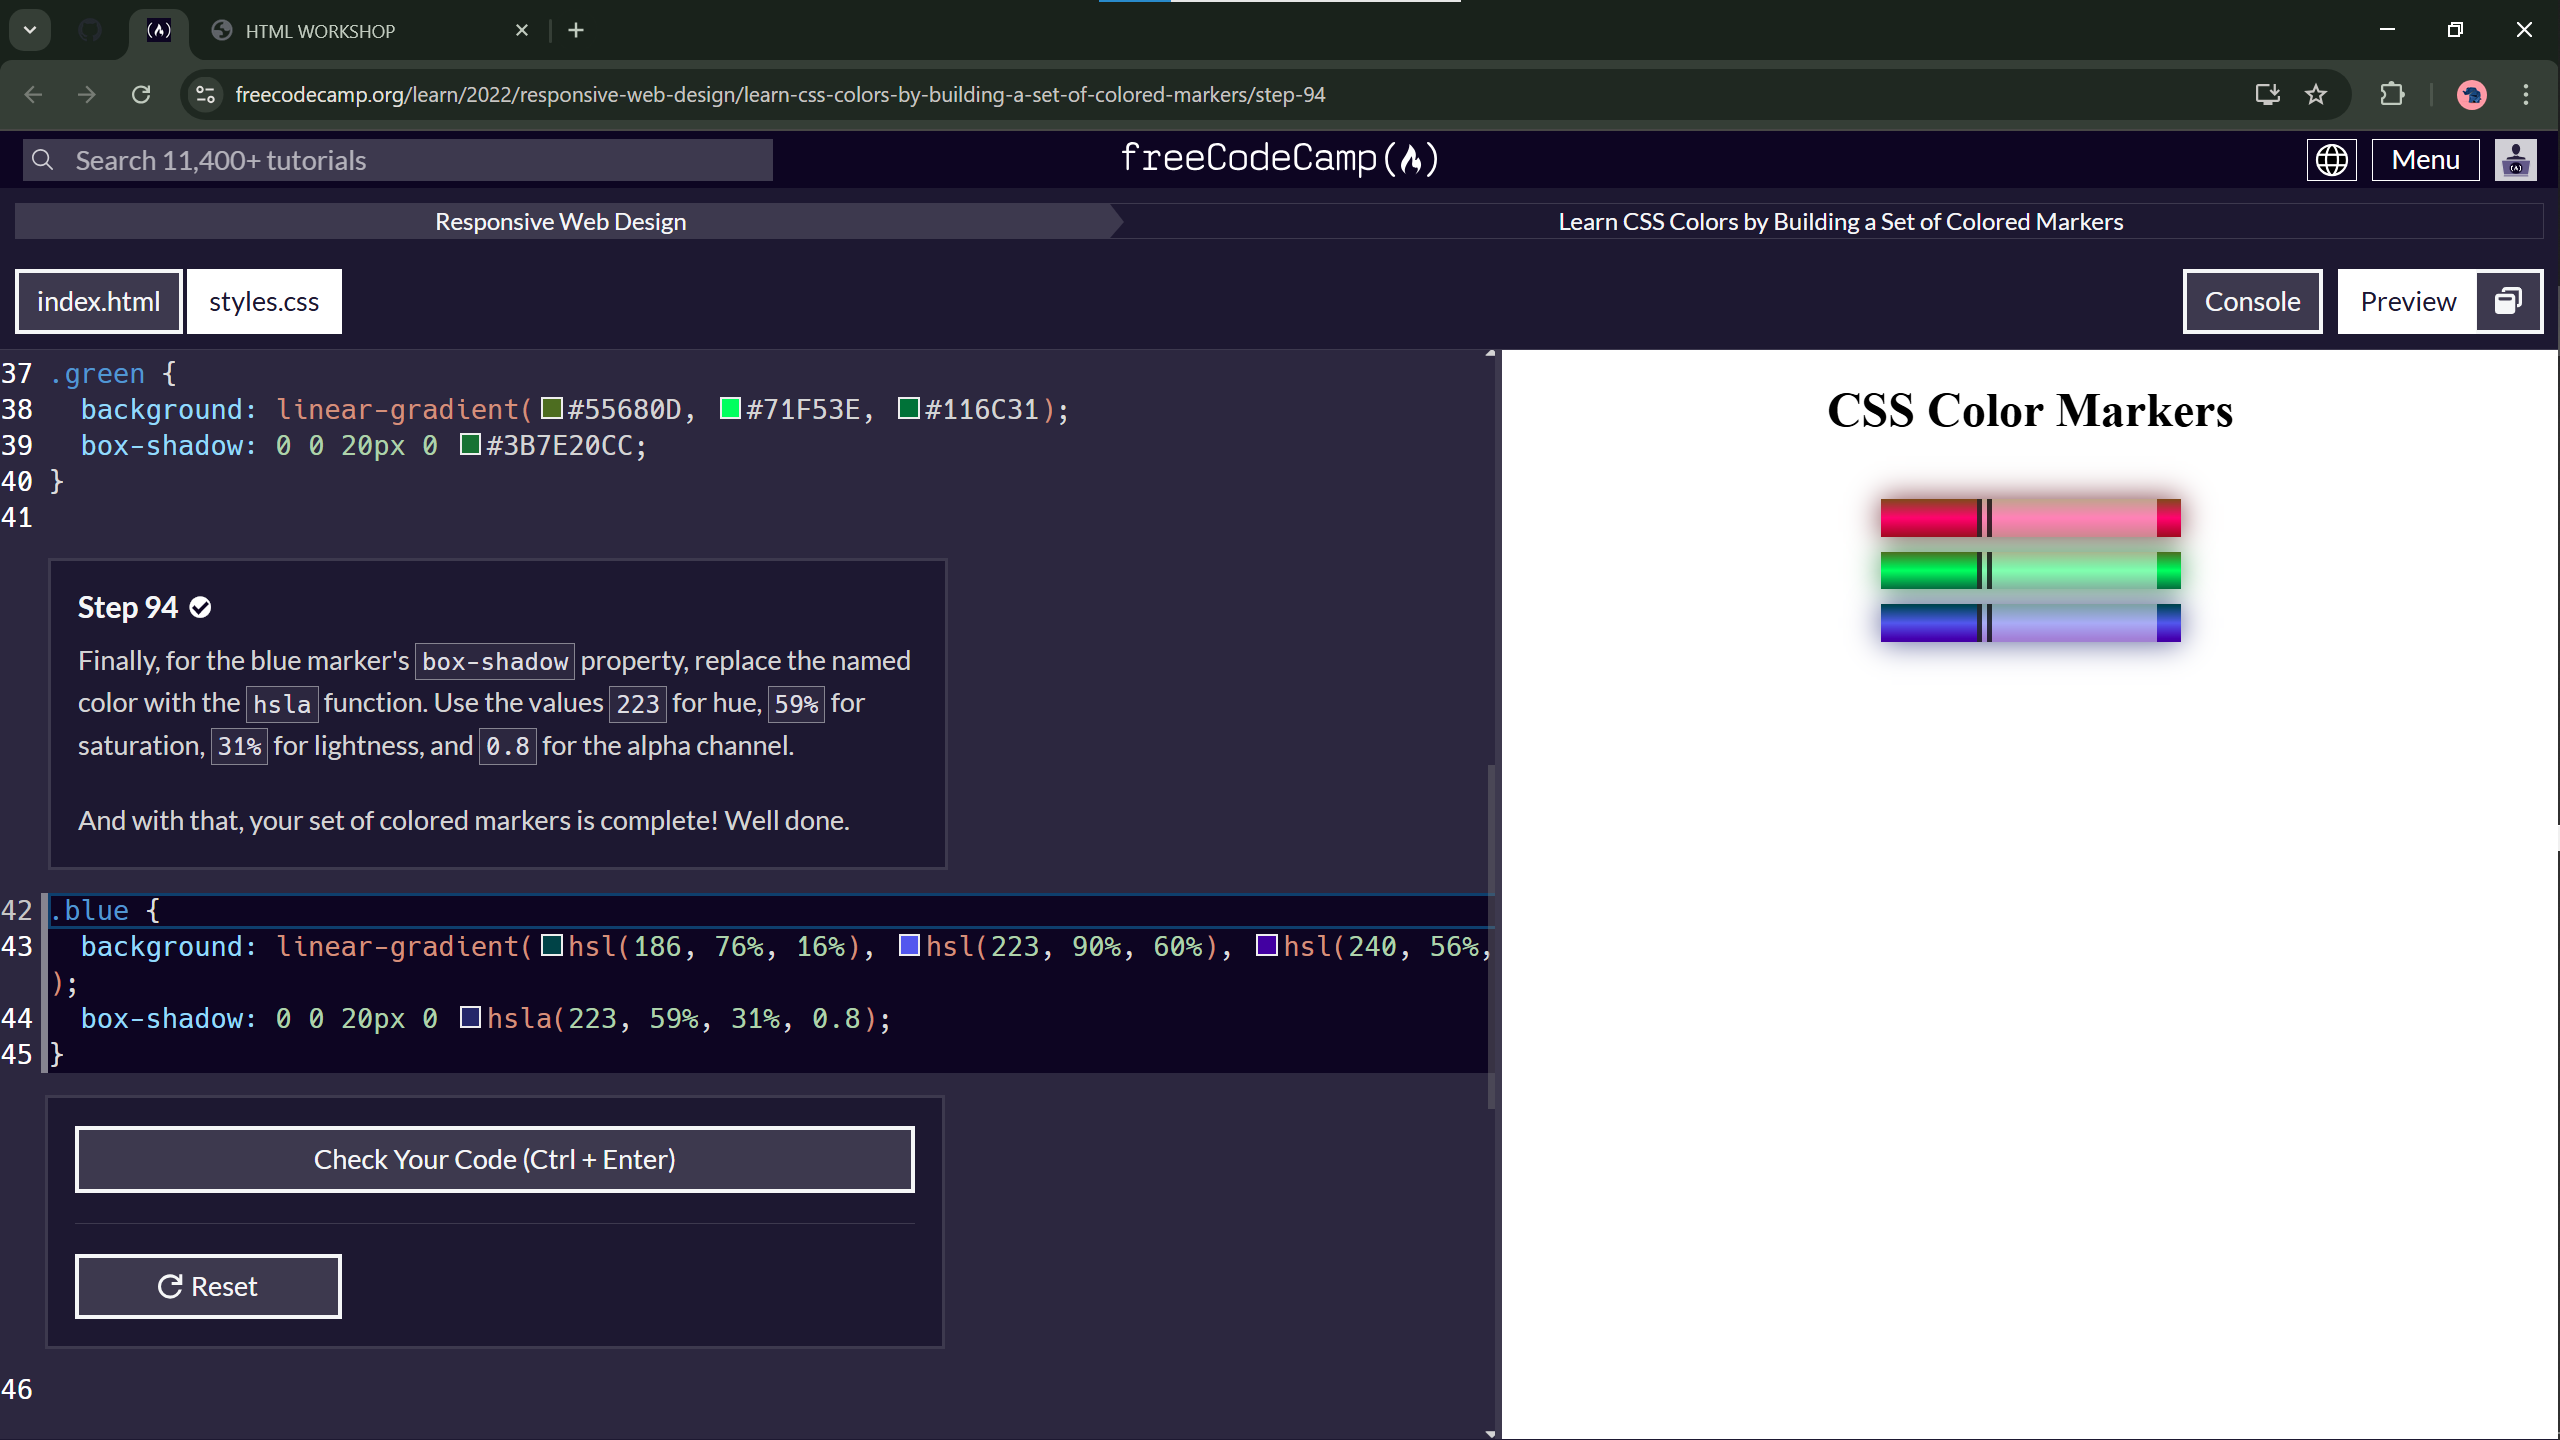 HTML WORKSHOP
freecodecamp.org/learn/2022/responsive-web-design/learn-css-colors-by-building-a-set-of-colored-markers/step-94
Search 11,400+ tutorials
freeCodeCamp
Menu
Responsive Web Design
Learn CSS Colors by Building a Set of Colored Markers
index.html
styles.css
Console
Preview
37 .green {
38 background: linear-gradient(#55680D, #71F53E, #116C31);
39 box-shadow: 0 0 20px 0 #3B7E20CC;
40 }
41
Step 94
Finally, for the blue marker's box-shadow property, replace the named
color with the hsla function. Use the values 223 for hue, 59% for
saturation, 31% for lightness, and 0.8 for the alpha channel.
And with that, your set of colored markers is complete! Well done.
42 .blue {
43 background: linear-gradient(hsl(186, 76%, 16%), hsl(223, 90%, 60%), hsl(240, 56%,
);
44 box-shadow: 0 0 20px 0 hsla(223, 59%, 31%, 0.8);
45 }
Check Your Code (Ctrl + Enter)
Reset
46
CSS Color Markers